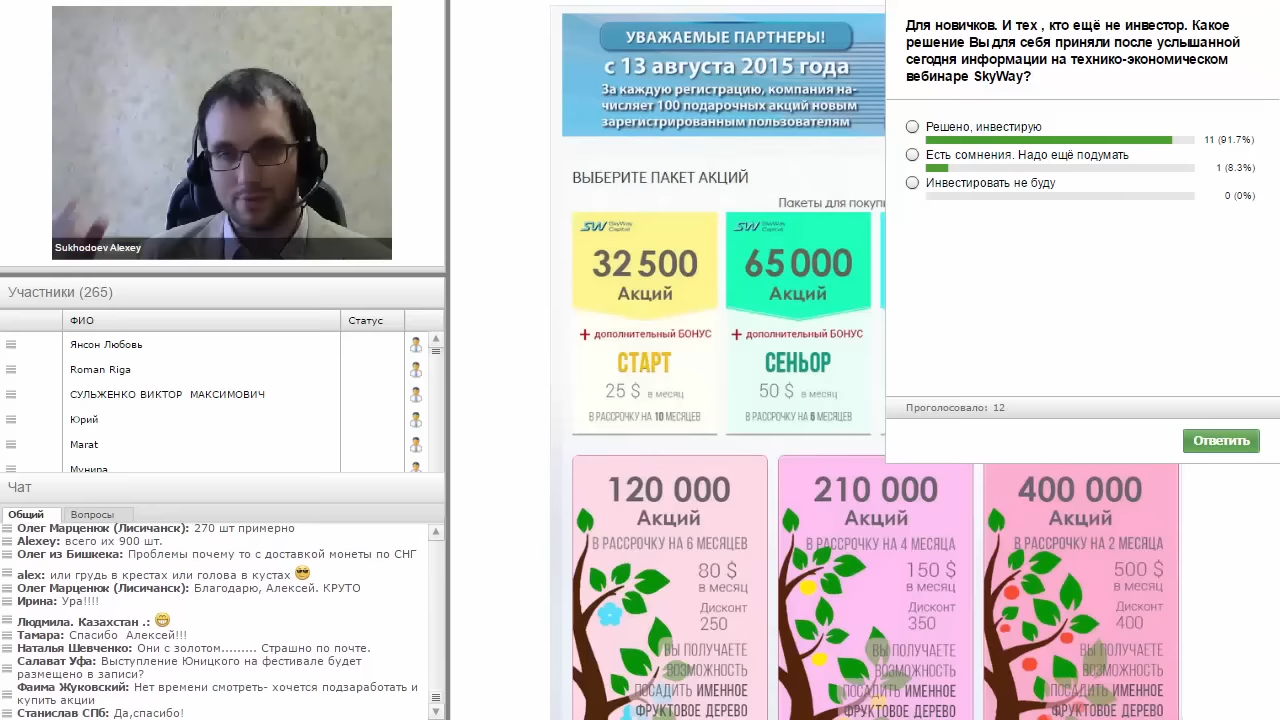 Sukhodoev Alexey
Участники (265)
ФИО
Статус
Янсон Любовь
Roman Riga
СУЛЬЖЕНКО ВИКТОР МАКСИМОВИЧ
Юрий
Marat
Мунира
Чат
Общий
Вопросы
Олег Марценюк (Лисичанск): 270 шт примерно
Alexey: всего их 900 шт.
Олег из Бишкека: Проблемы почему то с доставкой монеты по СНГ
alex: или грудь в крестах или голова в кустах
Олег Марценюк (Лисичанск): Благодарю, Алексей. КРУТО
Ирина: Ура!!!!
Людмила. Казахстан .:
Тамара: Спасибо Алексей!!!
Наталья Шевченко: Они с золотом......... Страшно по почте.
Салават Уфа: Выступление Юницкого на фестивале будет
размещено в записи?
Фаима Жуковский: Нет времени смотреть- хочется подзаработать и
купить акции
Станислав СПб: Да,спасибо!
УВАЖАЕМЫЕ ПАРТНЕРЫ!
с 13 августа 2015 года
За каждую регистрацию, компания на-
числяет 100 подарочных акций новым
зарегистрированным пользователям
ВЫБЕРИТЕ ПАКЕТ АКЦИЙ
Пакеты для покуп
SW SkyWay
Capital
32 500
Акций
+ дополнительный БОНУС
СТАРТ
25 $ в месяц
В РАССРОЧКУ НА 10 МЕСЯЦЕВ
SW SkyWay
Capital
65 000
Акций
+ дополнительный БОНУС
СЕНЬОР
50 $ в месяц
В РАССРОЧКУ НА 6 МЕСЯЦЕВ
120 000
Акций
В РАССРОЧКУ НА 6 МЕСЯЦЕВ
80 $
в месяц
Дисконт
250
ВЫ ПОЛУЧАЕТЕ
ВОЗМОЖНОСТЬ
ПОСАДИТЬ ИМЕННОЕ
ФРУКТОВОЕ ДЕРЕВО
210 000
Акций
В РАССРОЧКУ НА 4 МЕСЯЦА
150 $
в месяц
Дисконт
350
ВЫ ПОЛУЧАЕТЕ
ВОЗМОЖНОСТЬ
ПОСАДИТЬ ИМЕННОЕ
ФРУКТОВОЕ ДЕРЕВО
400 000
Акций
В РАССРОЧКУ НА 2 МЕСЯЦА
500 $
в месяц
Дисконт
400
ВЫ ПОЛУЧАЕТЕ
ВОЗМОЖНОСТЬ
ПОСАДИТЬ ИМЕННОЕ
ФРУКТОВОЕ ДЕРЕВО
Для новичков. И тех , кто ещё не инвестор. Какое
решение Вы для себя приняли после услышанной
сегодня информации на технико-экономическом
вебинаре SkyWay?
Решено, инвестирую
11 (91.7%)
Есть сомнения. Надо ещё подумать
1 (8.3%)
Инвестировать не буду
0 (0%)
Проголосовало: 12
Ответить